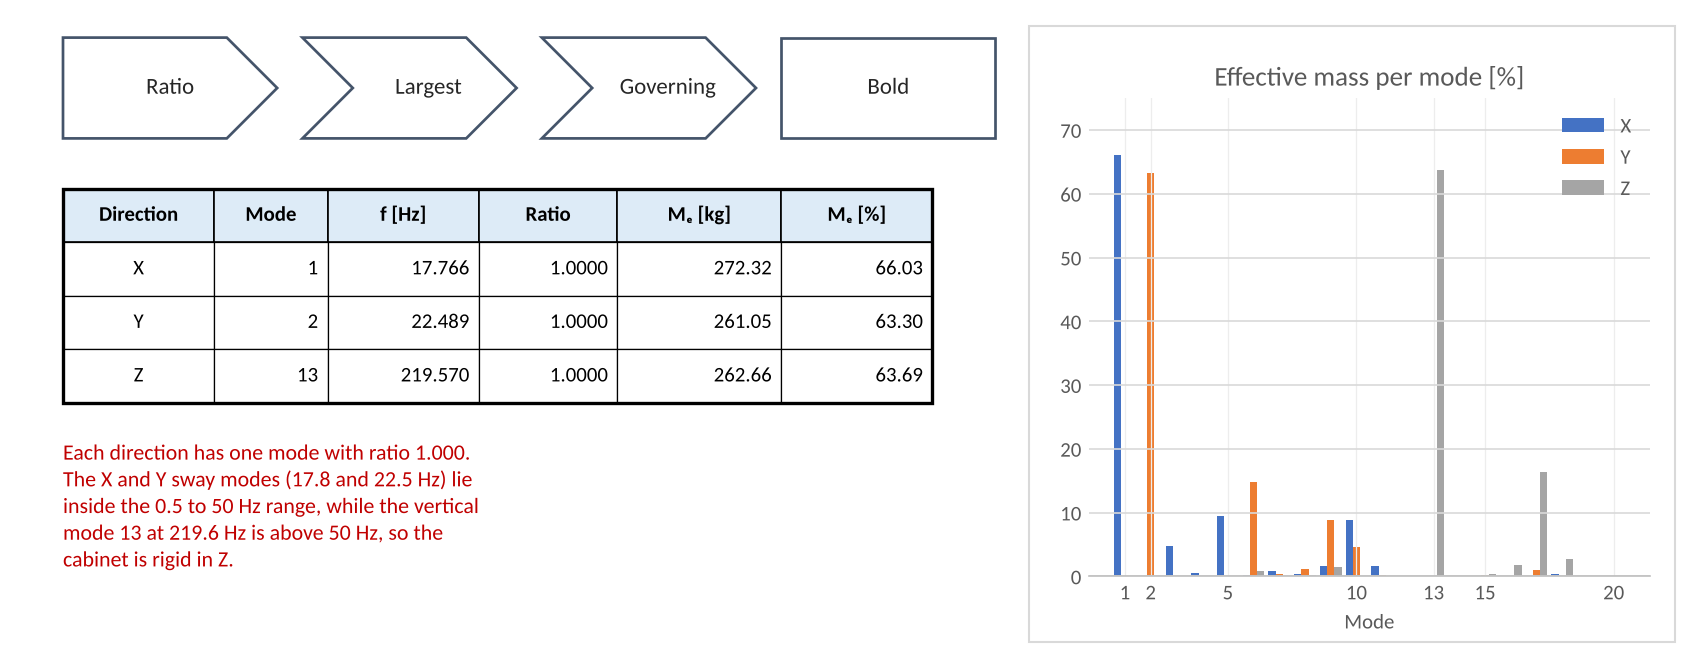 Ratio
Largest
Governing
Bold
Direction Mode f [Hz] Ratio Mₑ [kg] Mₑ [%]
X 1 17.766 1.0000 272.32 66.03
Y 2 22.489 1.0000 261.05 63.30
Z 13 219.570 1.0000 262.66 63.69
Each direction has one mode with ratio 1.000.
The X and Y sway modes (17.8 and 22.5 Hz) lie
inside the 0.5 to 50 Hz range, while the vertical
mode 13 at 219.6 Hz is above 50 Hz, so the
cabinet is rigid in Z.
Effective mass per mode [%]
X
Y
Z
70
60
50
40
30
20
10
0
1 2 5 10 13 15 20
Mode